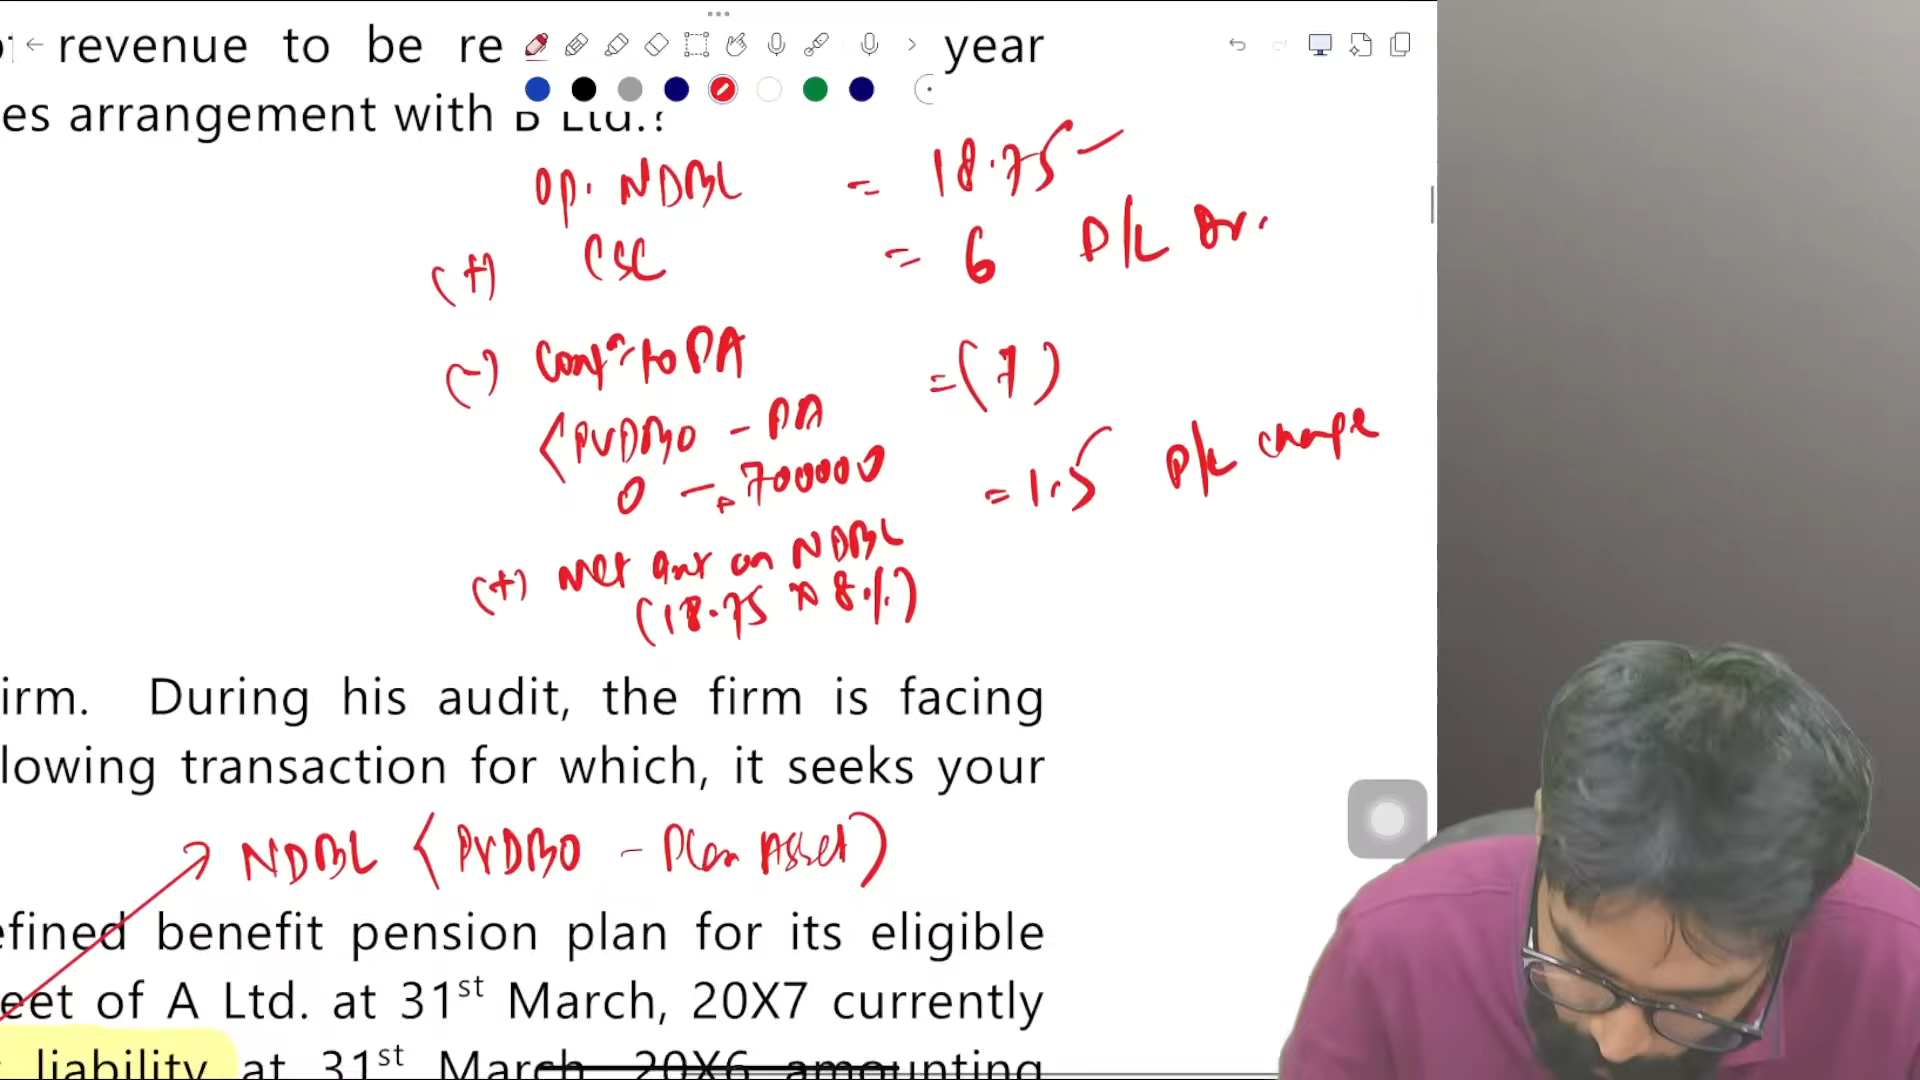 revenue to be re year
es arrangement with B Ltd.?
op. NDBL = 18.75
(+) CSC = 6 P/L Dr.
(-) Contn to PA = (7)
(PVDBO - PA
0 - 700000
(+) Net int on NDBL = 1.5 P/L charge
(18.75 x 8%)
irm. During his audit, the firm is facing
lowing transaction for which, it seeks your
NDBL (PVDBO - Plan Asset)
efined benefit pension plan for its eligible
eet of A Ltd. at 31st March, 20X7 currently
liability at 31st March 20X6 amounting